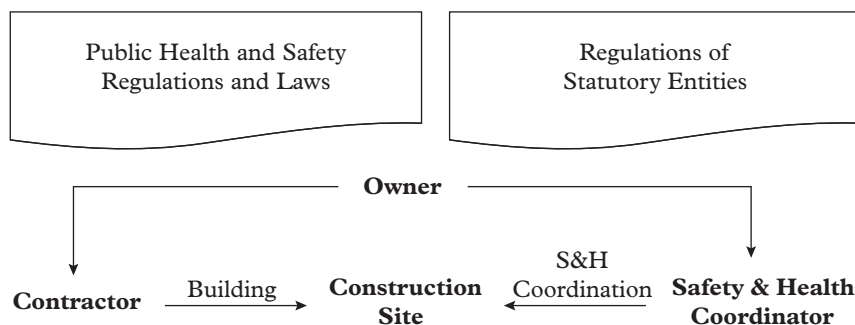 Public Health and Safety
Regulations and Laws
Regulations of
Statutory Entities
Owner
Contractor
Building
Construction
Site
S&H
Coordination
Safety & Health
Coordinator